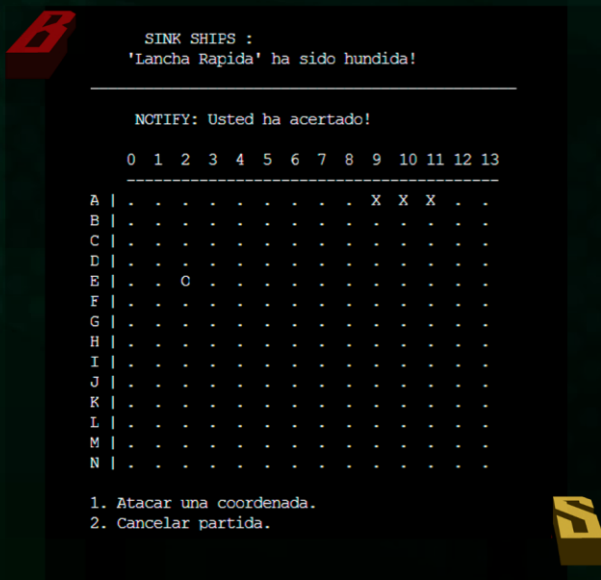 B
SINK SHIPS :
'Lancha Rapida' ha sido hundida!
NOTIFY: Usted ha acertado!
0 1 2 3 4 5 6 7 8 9 10 11 12 13
A | . . . . . . . . . X X X . .
B | . . . . . . . . . . . . . .
C | . . . . . . . . . . . . . .
D | . . . . . . . . . . . . . .
E | . . O . . . . . . . . . . .
F | . . . . . . . . . . . . . .
G | . . . . . . . . . . . . . .
H | . . . . . . . . . . . . . .
I | . . . . . . . . . . . . . .
J | . . . . . . . . . . . . . .
K | . . . . . . . . . . . . . .
L | . . . . . . . . . . . . . .
M | . . . . . . . . . . . . . .
N | . . . . . . . . . . . . . .
1. Atacar una coordenada.
2. Cancelar partida.
S